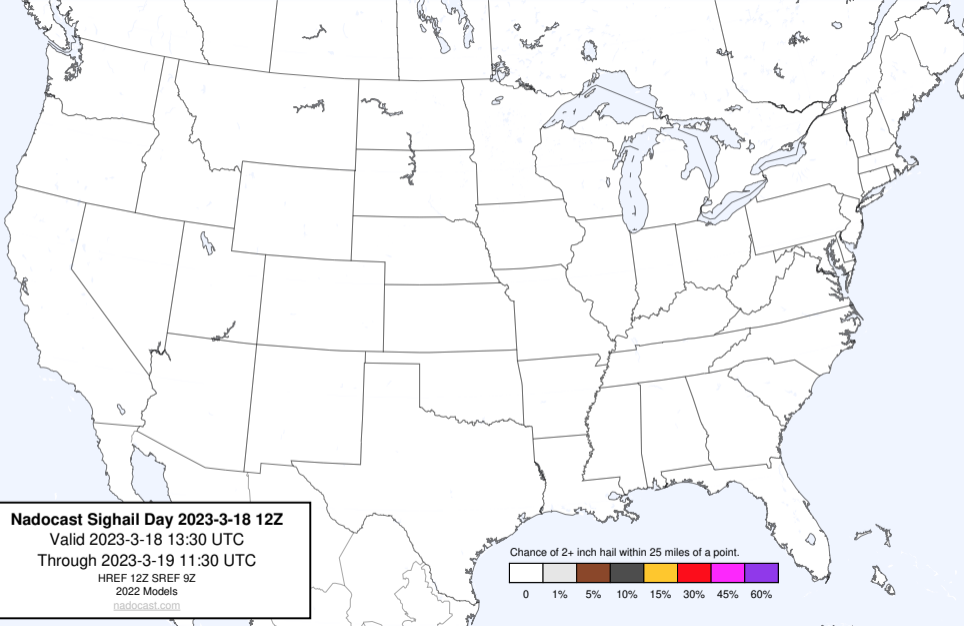 Nadocast Sighail Day 2023-3-18 12Z
Valid 2023-3-18 13:30 UTC
Through 2023-3-19 11:30 UTC
HREF 12Z SREF 9Z
2022 Models
nadocast.com
Chance of 2+ inch hail within 25 miles of a point.
0 1% 5% 10% 15% 30% 45% 60%